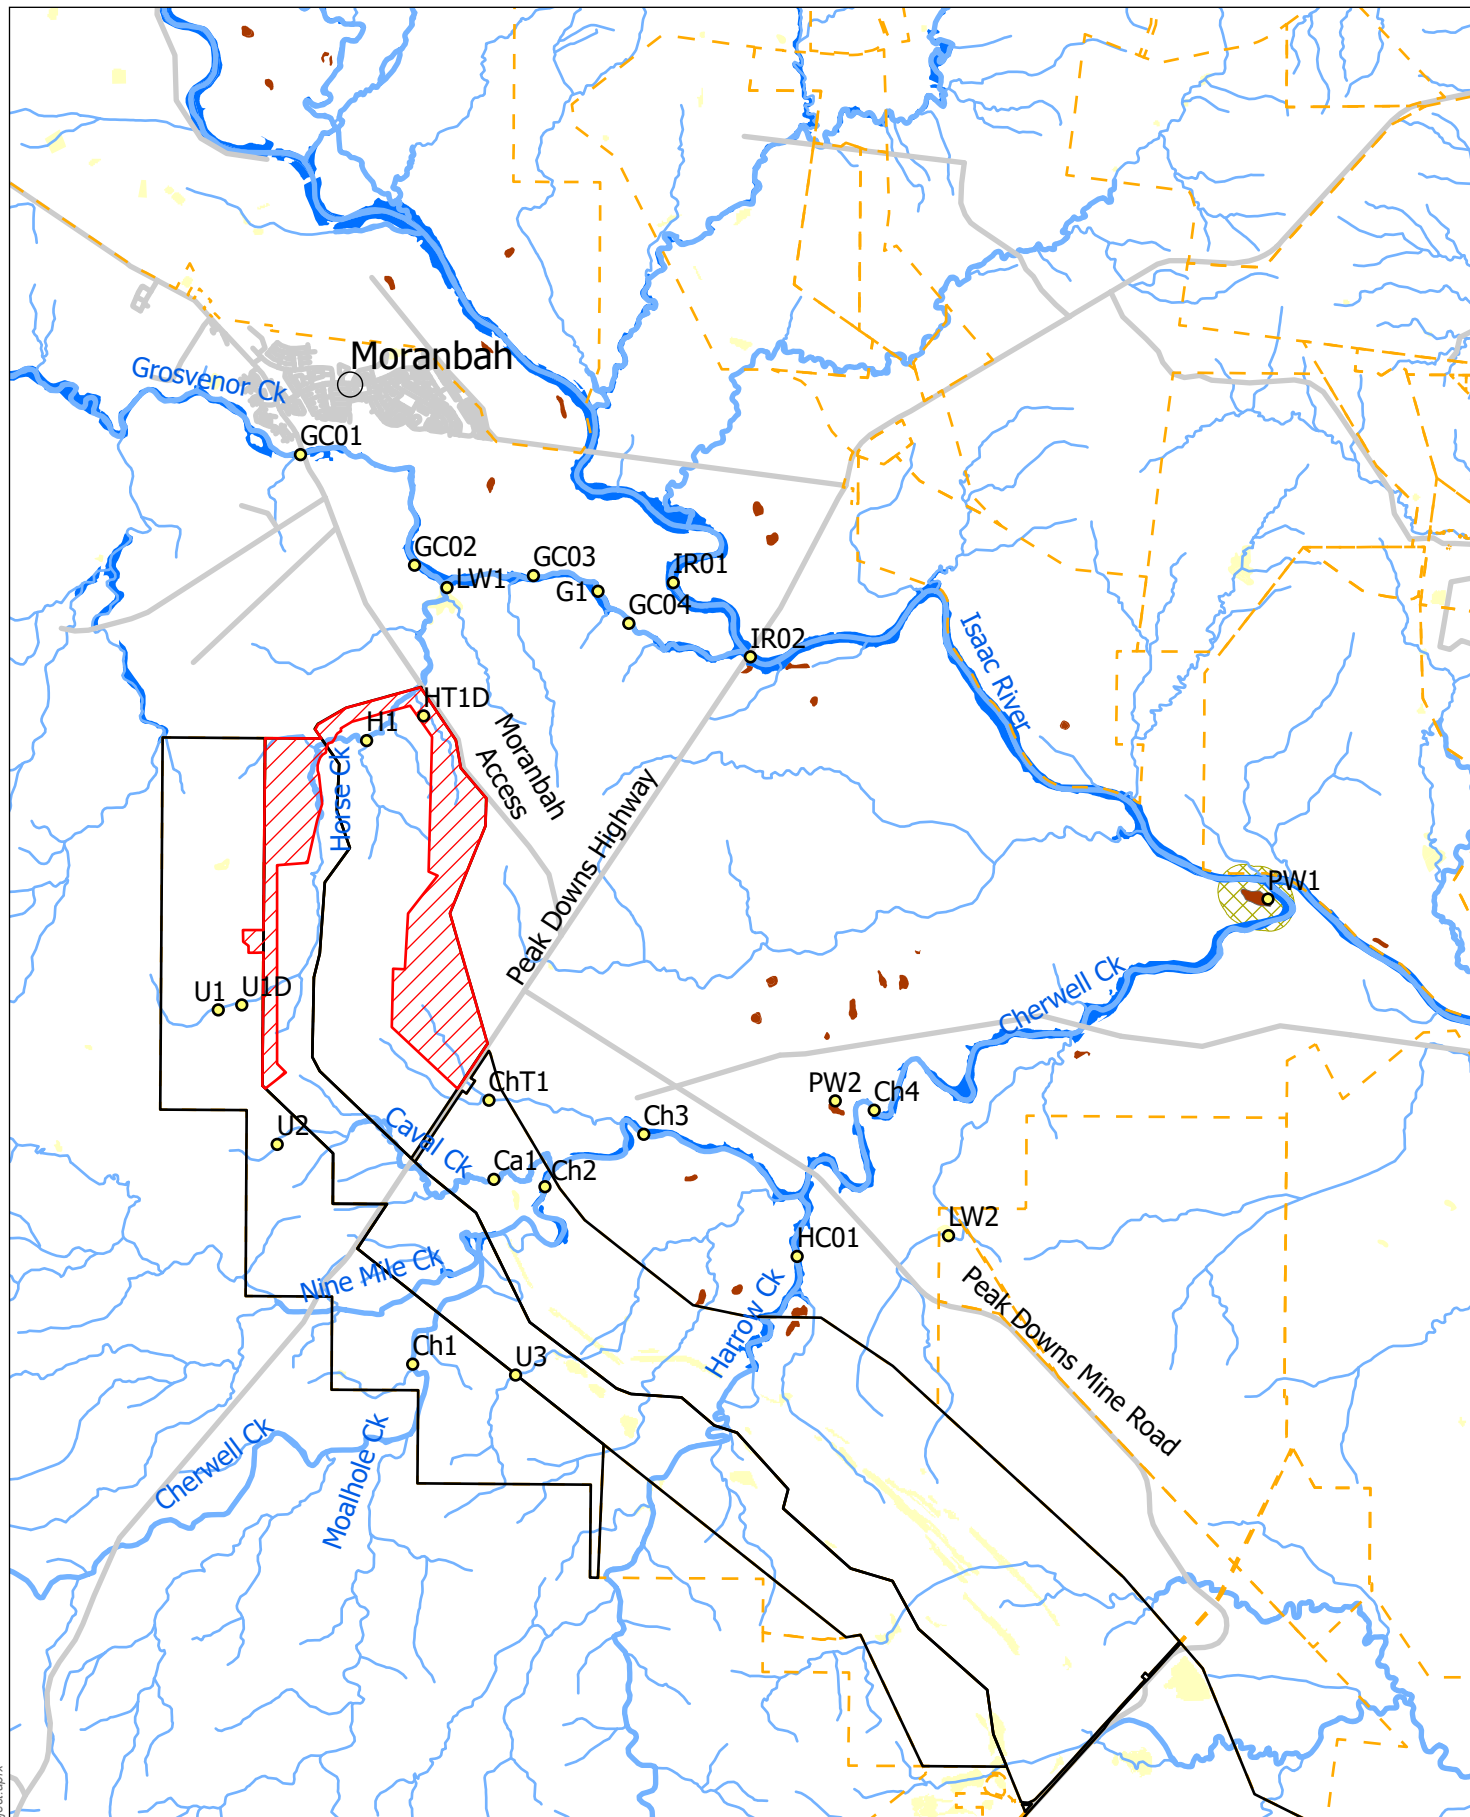 Moranbah
Grosvenor Ck
GC01
GC02
LW1
GC03
G1
GC04
IR01
IR02
Isaac River
HT1D
H1
Horse Ck
Moranbah
Access
Peak Downs Highway
PW1
Cherwell Ck
U1
U1D
ChT1
PW2
Ch4
Ch3
U2
Caval Ck
Ca1
Ch2
LW2
HC01
Nine Mile Ck
Harrow Ck
Peak Downs Mine Road
Ch1
U3
Cherwell Ck
Moalhole Ck